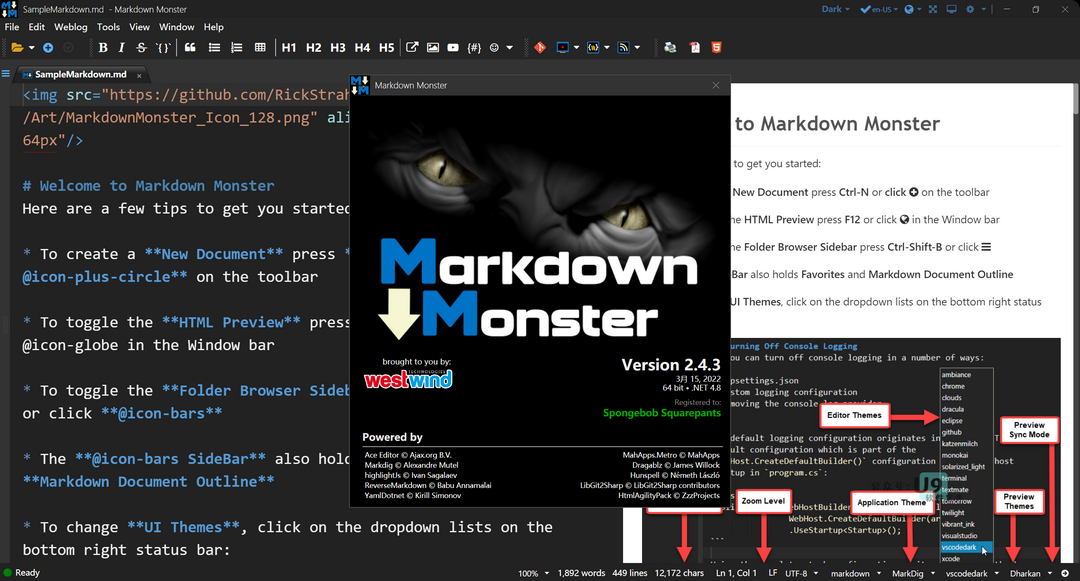 SampleMarkdown.md - Markdown Monster
Dark
en-US
File Edit Weblog Tools View Window Help
B I S H1 H2 H3 H4 H5 {#}
SampleMarkdown.md ×
<img src="https://github.com/RickStrah
/Art/MarkdownMonster_Icon_128.png" ali
64px"/>
# Welcome to Markdown Monster
Here are a few tips to get you started
* To create a **New Document** press *
@icon-plus-circle** on the toolbar
* To toggle the **HTML Preview** press
@icon-globe in the Window bar
* To toggle the **Folder Browser Sideb
or click **@icon-bars**
* The **@icon-bars SideBar** also hold
**Markdown Document Outline**
* To change **UI Themes**, click on the dropdown lists on the
bottom right status bar:
Markdown Monster
Markdown
Monster
brought to you by:
west wind
TECHNOLOGIES
Version 2.4.3
3月 15, 2022
64 bit • .NET 4.8
Registered to:
Spongebob Squarepants
Powered by
Ace Editor © Ajax.org B.V.
Markdig © Alexandre Mutel
highlights © Ivan Sagalaev
ReverseMarkdown © Babu Annamalai
YamlDotnet © Kirill Simonov
MahApps.Metro © MahApps
Dragablz © James Willock
Hunspell © Németh László
LibGit2Sharp © LibGit2Sharp contributors
HtmlAgilityPack © ZzzProjects
to Markdown Monster
to get you started:
New Document press Ctrl-N or click on the toolbar
he HTML Preview press F12 or click in the Window bar
he Folder Browser Sidebar press Ctrl-Shift-B or click
Bar also holds Favorites and Markdown Document Outline
UI Themes, click on the dropdown lists on the bottom right status
urning Off Console Logging
ou can turn off console logging in a number of ways:
psettings.json
stom logging configuration
moving the console log provider
default logging configuration originates in
ault configuration which is part of the
Host.CreateDefaultBuilder()` configuration
host
tup in `program.cs`:
WebHost.CreateDefaultBuilder(ar
.UseStartup<Startup>();
Editor Themes
Preview
Sync Mode
Zoom Level
Application Theme
Preview
Themes
ambiance
chrome
clouds
dracula
eclipse
github
katzenmilch
monokai
solarized_light
terminal
textmate
tomorrow
twilight
vibrant_ink
visualstudio
vscodedark
xcode
J9
Ready
100% 1,892 words 449 lines 12,172 chars Ln 1, Col 1 LF UTF-8 markdown MarkDig vscodedark Dharkan